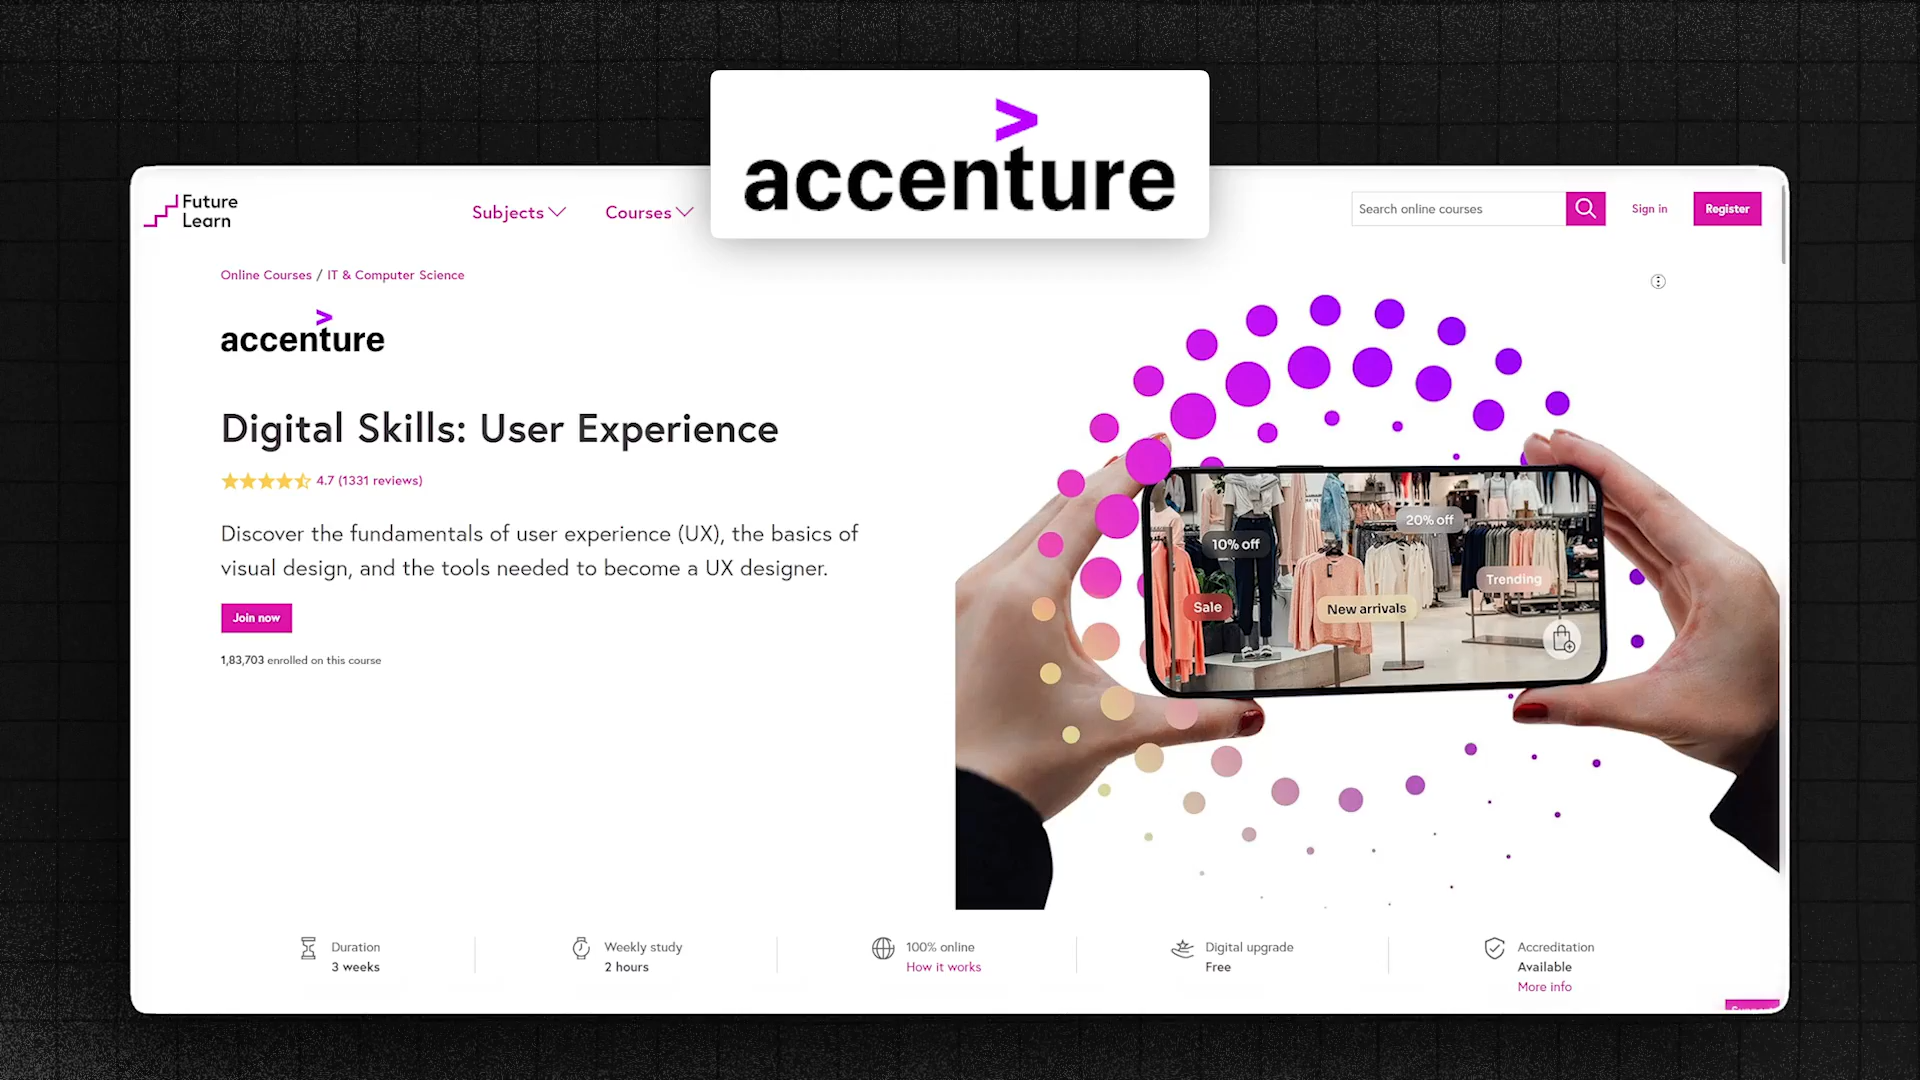 >
accenture
Future
Learn
Subjects
Courses
Search online courses
Sign in
Register
Online Courses / IT & Computer Science
>
accenture
Digital Skills: User Experience
4.7 (1331 reviews)
Discover the fundamentals of user experience (UX), the basics of
visual design, and the tools needed to become a UX designer.
Join now
1,83,703 enrolled on this course
20% off
10% off
Trending
Sale
New arrivals
Duration
3 weeks
Weekly study
2 hours
100% online
How it works
Digital upgrade
Free
Accreditation
Available
More info